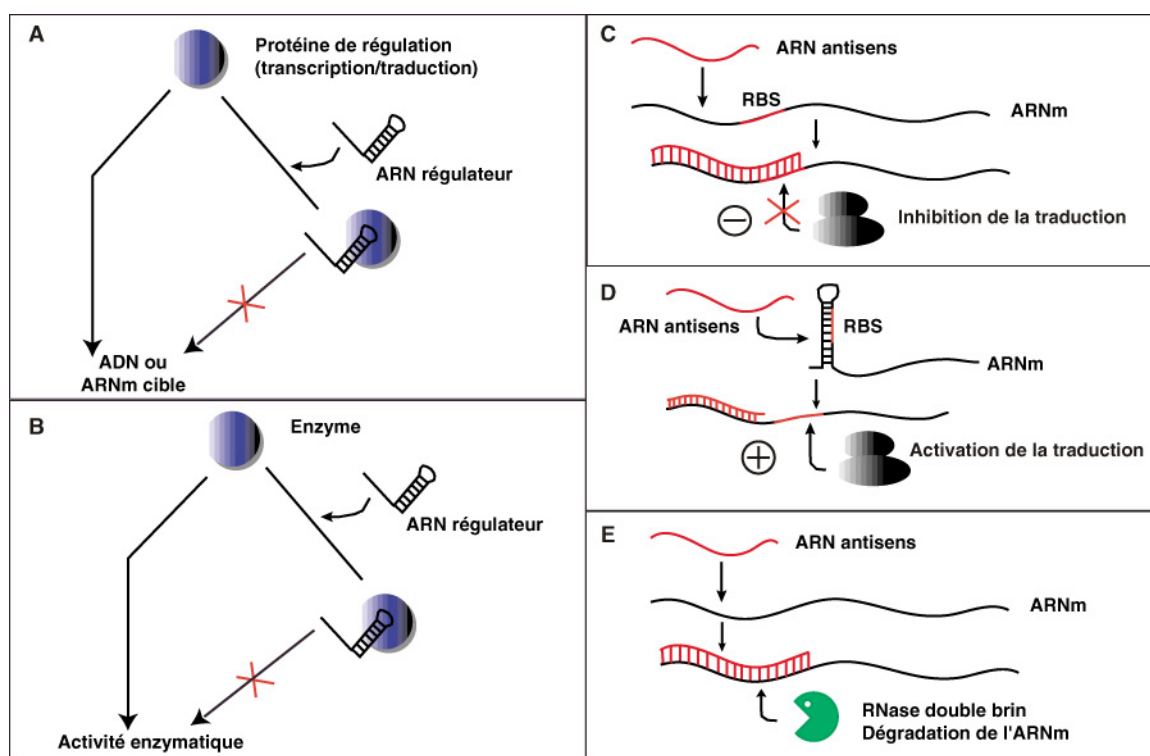 A
Protéine de régulation
(transcription/traduction)
ARN régulateur
ADN ou
ARNm cible
B
Enzyme
ARN régulateur
Activité enzymatique
C
ARN antisens
RBS
ARNm
Inhibition de la traduction
D
ARN antisens
RBS
ARNm
Activation de la traduction
E
ARN antisens
ARNm
RNase double brin
Dégradation de l'ARNm